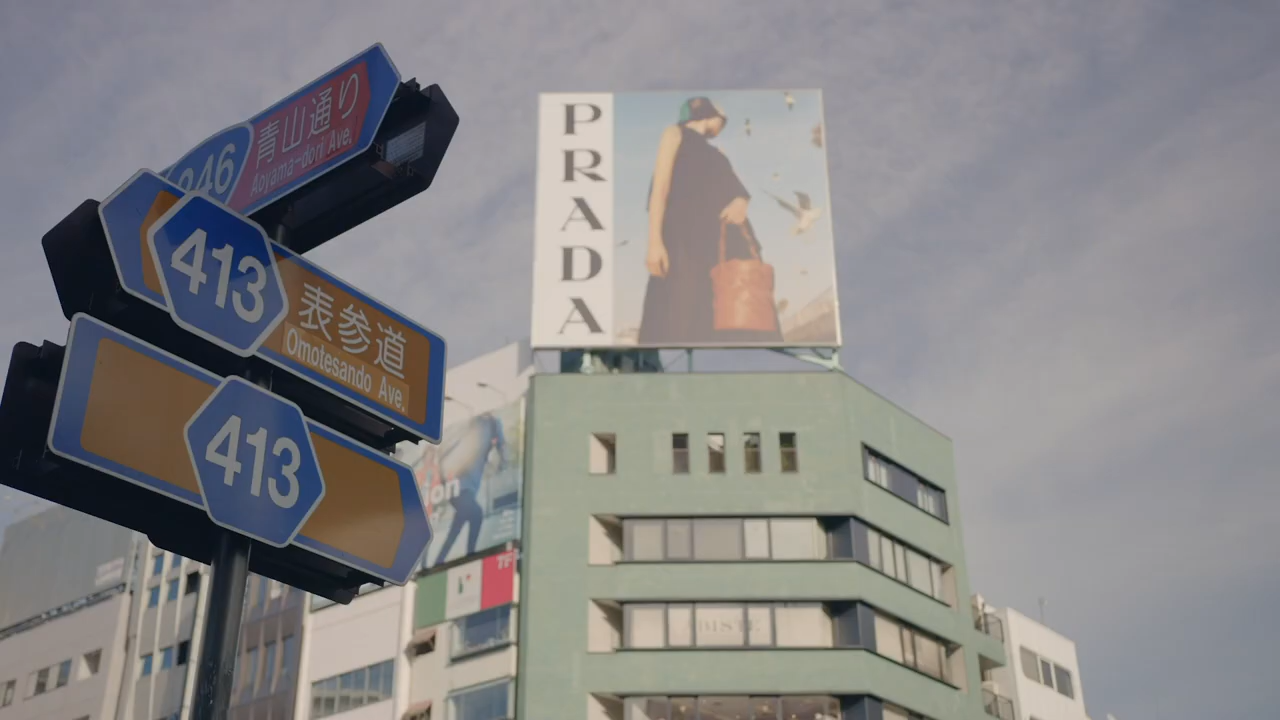 246
青山通り
Aoyama-dori Ave.
413
表参道
Omotesando Ave.
413
PRADA